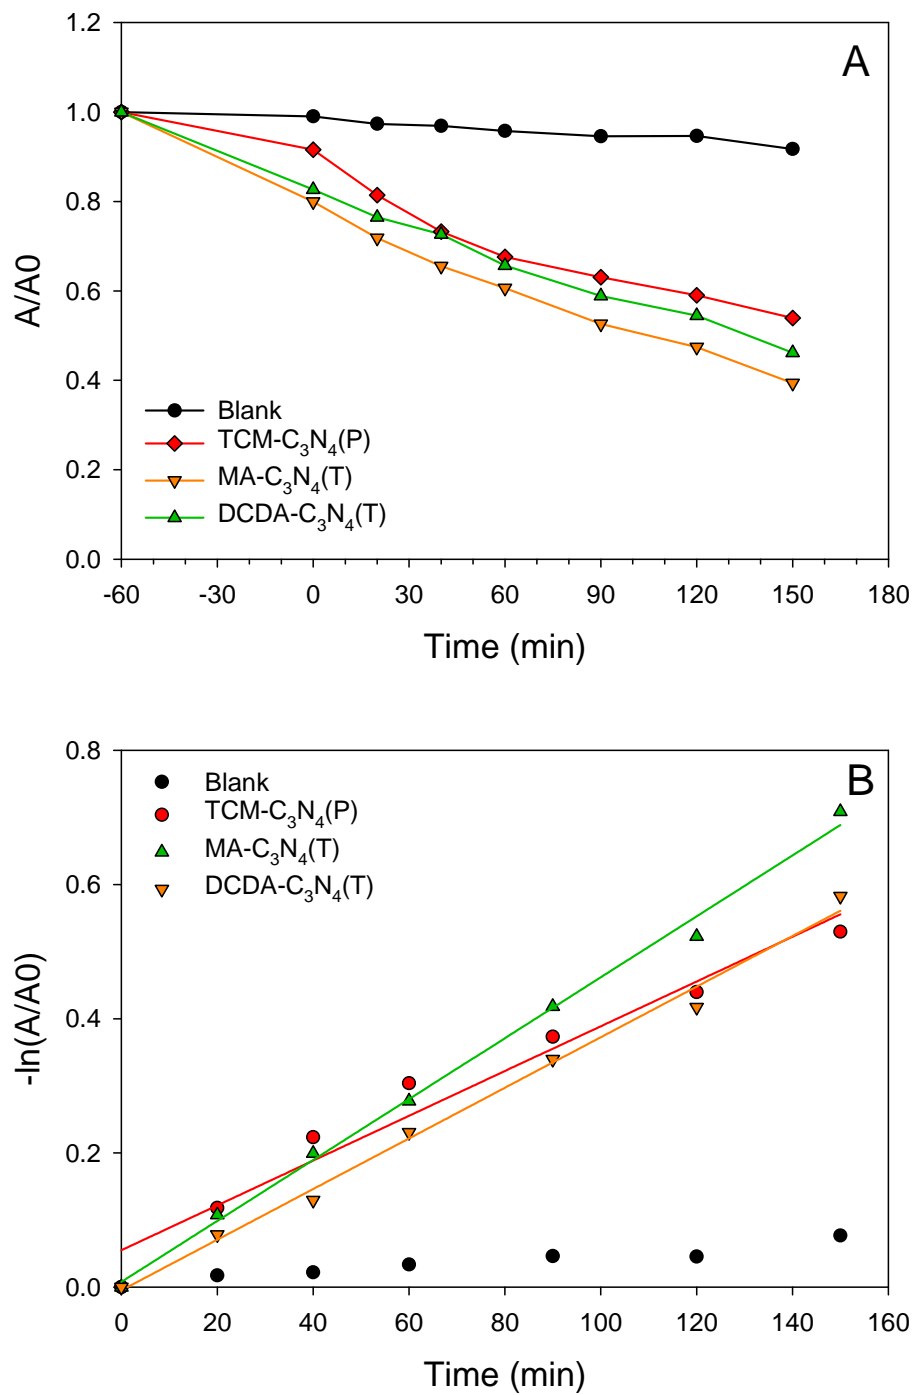 1.2
A
1.0
0.8
0.6
0.4
0.2
0.0
A/A0
Blank
TCM-C₃N₄(P)
MA-C₃N₄(T)
DCDA-C₃N₄(T)
-60 -30 0 30 60 90 120 150 180
Time (min)
0.8
B
0.6
0.4
0.2
0.0
-ln(A/A0)
Blank
TCM-C₃N₄(P)
MA-C₃N₄(T)
DCDA-C₃N₄(T)
0 20 40 60 80 100 120 140 160
Time (min)